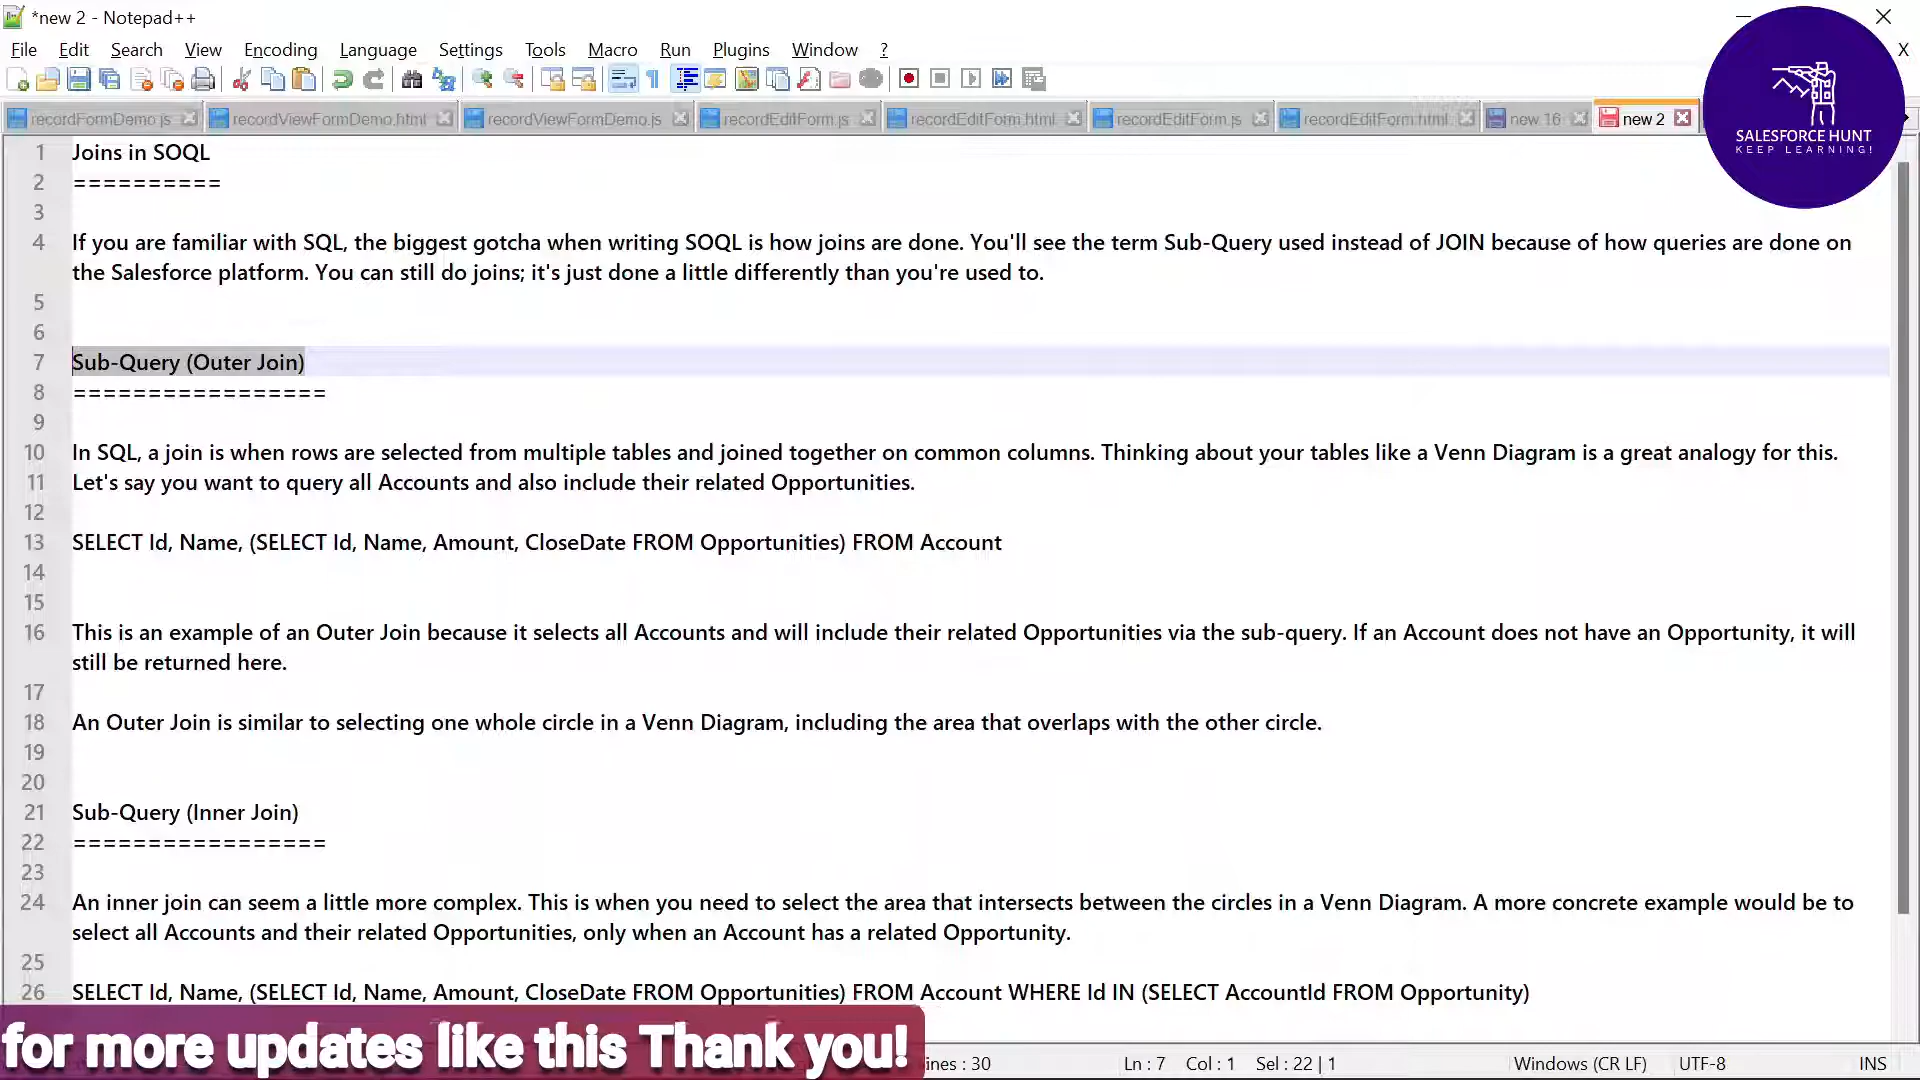 *new 2 - Notepad++
File Edit Search View Encoding Language Settings Tools Macro Run Plugins Window ? X
recordFormDemo.js recordViewFormDemo.html recordViewFormDemo.js recordEditForm.js recordEditForm.html recordEditForm.js recordEditForm.html new 16 new 2
SALESFORCE HUNT
KEEP LEARNING!
1 Joins in SOQL
2 ==========
3
4 If you are familiar with SQL, the biggest gotcha when writing SOQL is how joins are done. You'll see the term Sub-Query used instead of JOIN because of how queries are done on
the Salesforce platform. You can still do joins; it's just done a little differently than you're used to.
5
6
7 Sub-Query (Outer Join)
8 =================
9
10 In SQL, a join is when rows are selected from multiple tables and joined together on common columns. Thinking about your tables like a Venn Diagram is a great analogy for this.
11 Let's say you want to query all Accounts and also include their related Opportunities.
12
13 SELECT Id, Name, (SELECT Id, Name, Amount, CloseDate FROM Opportunities) FROM Account
14
15
16 This is an example of an Outer Join because it selects all Accounts and will include their related Opportunities via the sub-query. If an Account does not have an Opportunity, it will
still be returned here.
17
18 An Outer Join is similar to selecting one whole circle in a Venn Diagram, including the area that overlaps with the other circle.
19
20
21 Sub-Query (Inner Join)
22 =================
23
24 An inner join can seem a little more complex. This is when you need to select the area that intersects between the circles in a Venn Diagram. A more concrete example would be to
select all Accounts and their related Opportunities, only when an Account has a related Opportunity.
25
26 SELECT Id, Name, (SELECT Id, Name, Amount, CloseDate FROM Opportunities) FROM Account WHERE Id IN (SELECT AccountId FROM Opportunity)
for more updates like this Thank you!
ines : 30 Ln : 7 Col : 1 Sel : 22 | 1 Windows (CR LF) UTF-8 INS